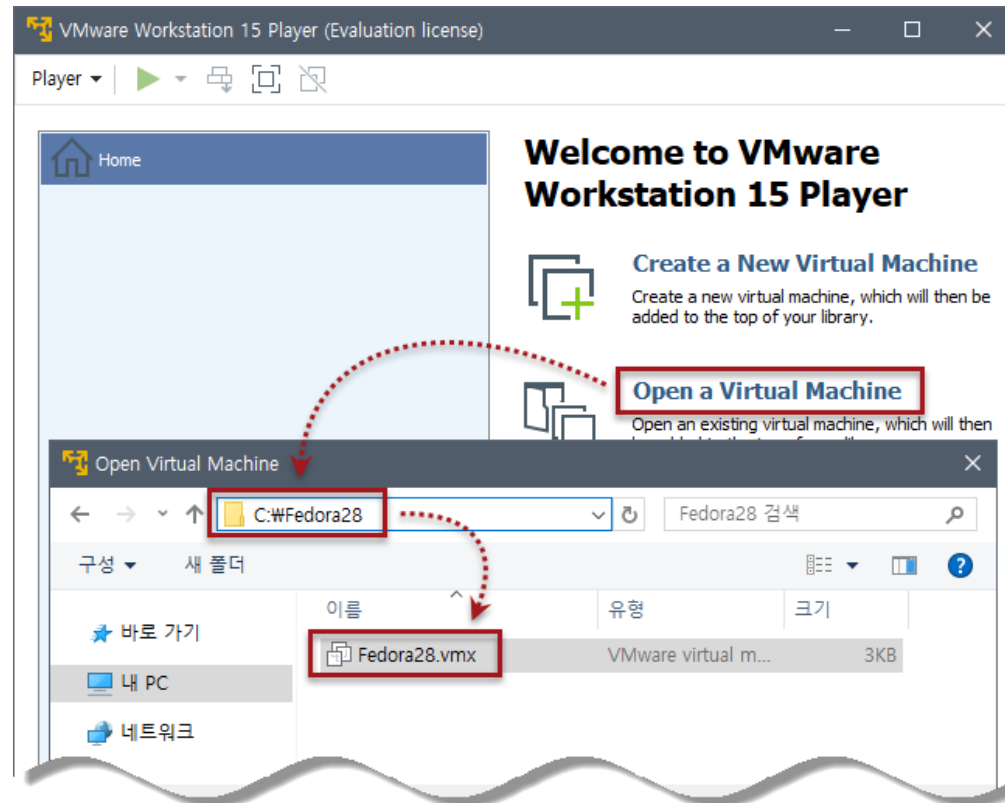 VMware Workstation 15 Player (Evaluation license)
Player
Home
Welcome to VMware
Workstation 15 Player
Create a New Virtual Machine
Create a new virtual machine, which will then be
added to the top of your library.
Open a Virtual Machine
Open an existing virtual machine, which will then
Open Virtual Machine
C:₩Fedora28
Fedora28 검색
구성
새 폴더
이름
유형
크기
바로 가기
Fedora28.vmx
VMware virtual m...
3KB
내 PC
네트워크